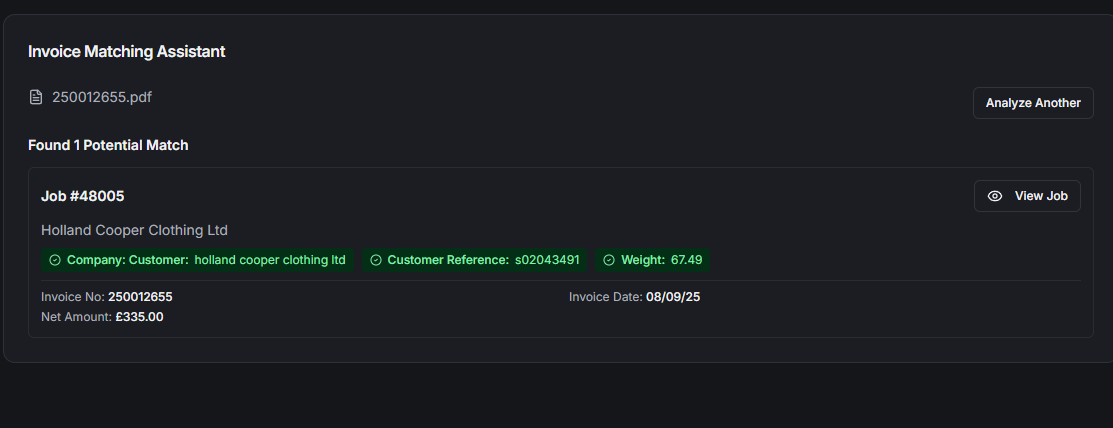 Invoice Matching Assistant
250012655.pdf
Analyze Another
Found 1 Potential Match
Job #48005
View Job
Holland Cooper Clothing Ltd
Company: Customer: holland cooper clothing ltd
Customer Reference: s02043491
Weight: 67.49
Invoice No: 250012655
Invoice Date: 08/09/25
Net Amount: £335.00